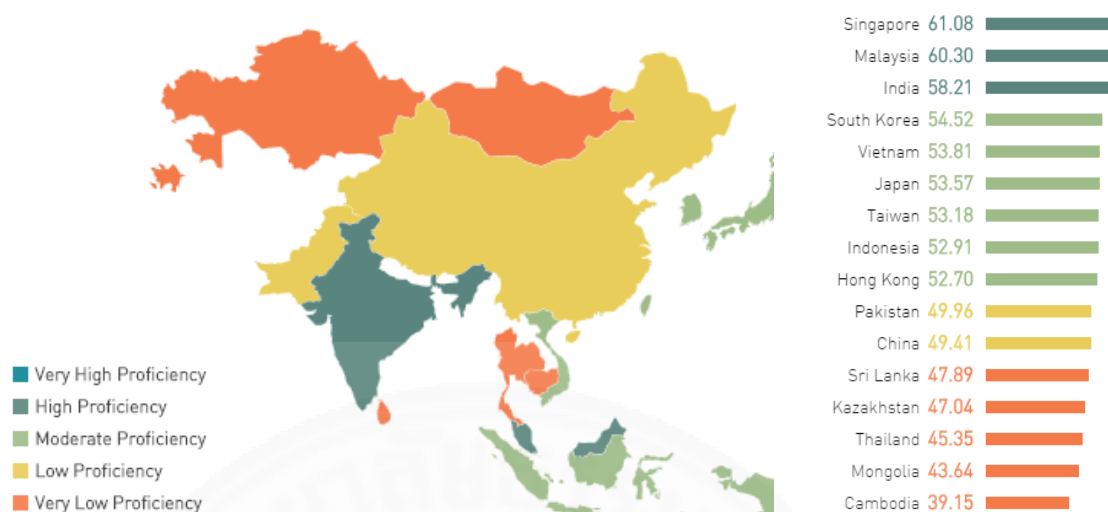 Very High Proficiency
High Proficiency
Moderate Proficiency
Low Proficiency
Very Low Proficiency
Singapore 61.08
Malaysia 60.30
India 58.21
South Korea 54.52
Vietnam 53.81
Japan 53.57
Taiwan 53.18
Indonesia 52.91
Hong Kong 52.70
Pakistan 49.96
China 49.41
Sri Lanka 47.89
Kazakhstan 47.04
Thailand 45.35
Mongolia 43.64
Cambodia 39.15